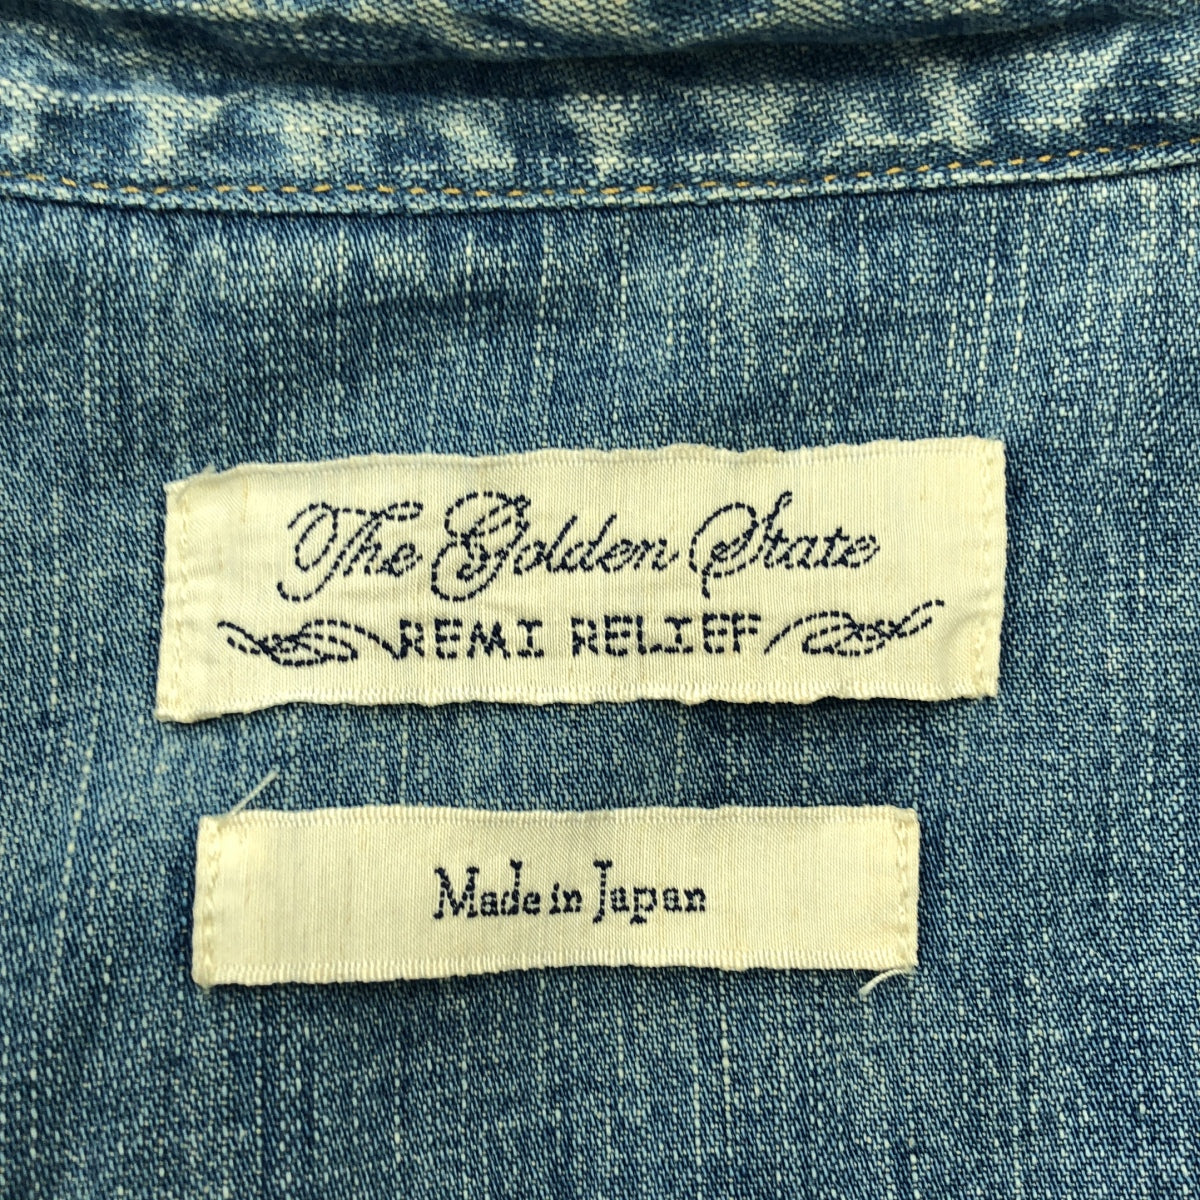 The Golden State
REMI RELIEF
Made in Japan